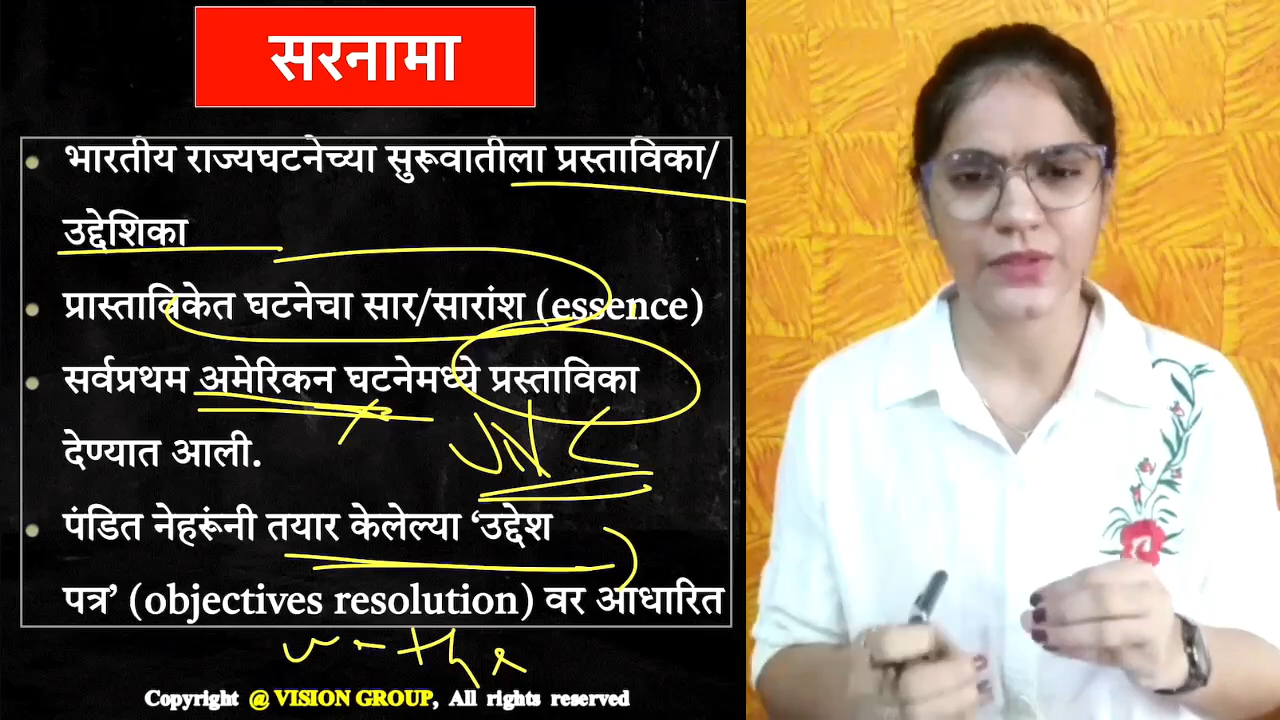 सरनामा
• भारतीय राज्यघटनेच्या सुरूवातीला प्रस्ताविका/
उद्देशिका
• प्रास्ताविकेत घटनेचा सार/सारांश (essence)
• सर्वप्रथम अमेरिकन घटनेमध्ये प्रस्ताविका
देण्यात आली.
• पंडित नेहरूंनी तयार केलेल्या ‘उद्देश
पत्र’ (objectives resolution) वर आधारित
Copyright @ VISION GROUP, All rights reserved